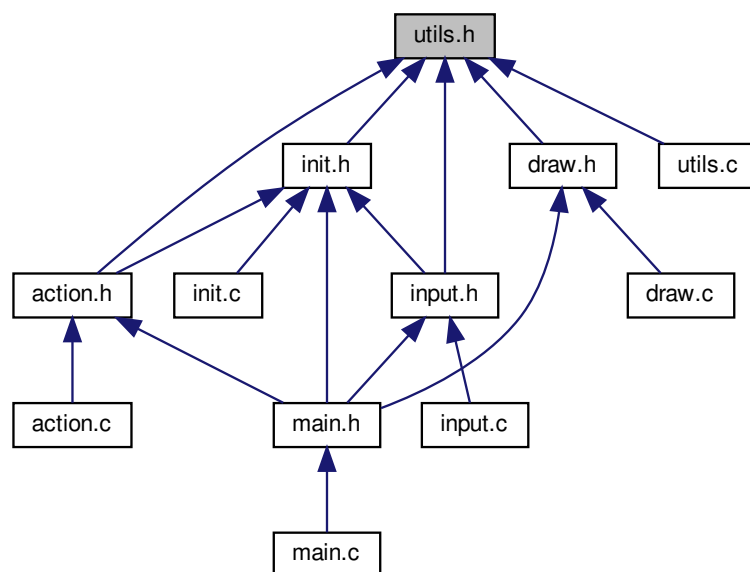 utils.h
init.h
draw.h
utils.c
action.h
init.c
input.h
draw.c
action.c
main.h
input.c
main.c